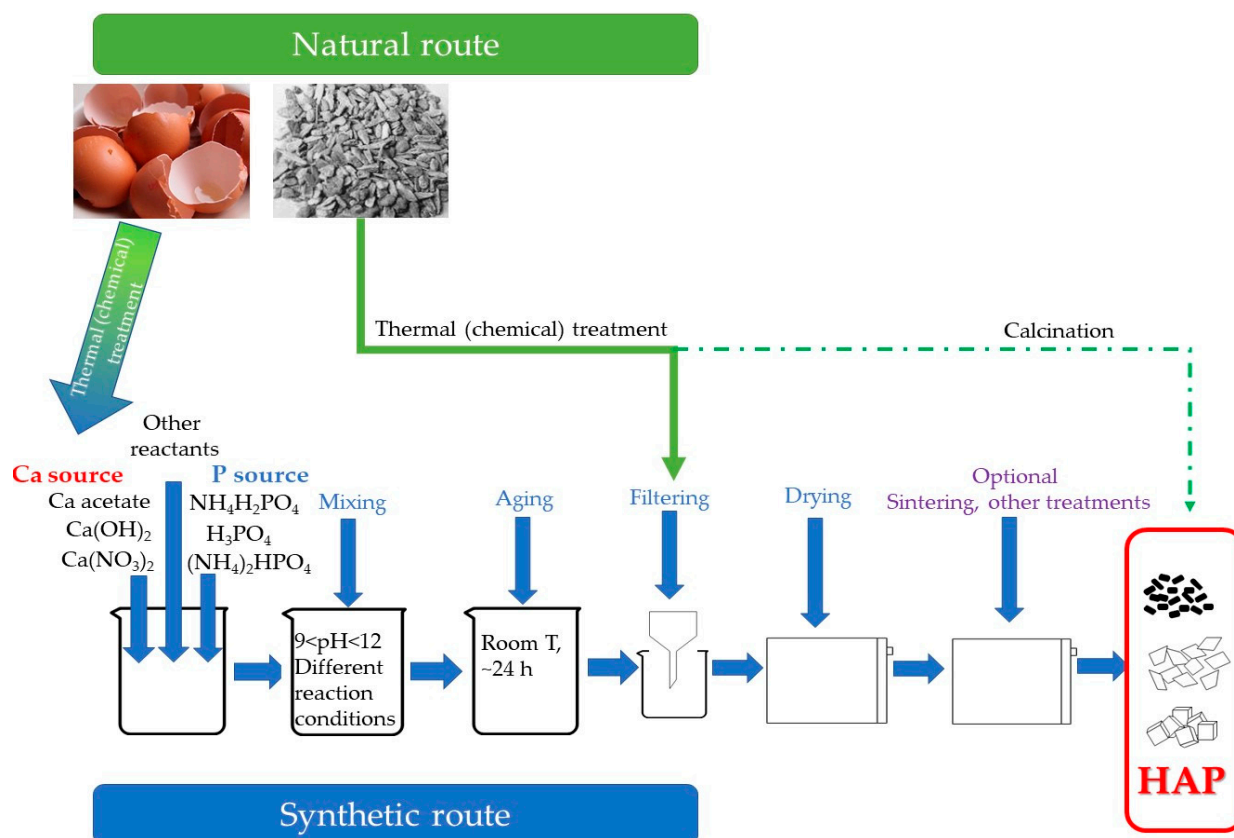 Natural route
Thermal (chemical)
treatment
Thermal (chemical) treatment
Calcination
Other
reactants
Ca source
Ca acetate
Ca(OH)₂
Ca(NO₃)₂
P source
NH₄H₂PO₄
H₃PO₄
(NH₄)₂HPO₄
Mixing
Aging
Filtering
Drying
Optional
Sintering, other treatments
9<pH<12
Different
reaction
conditions
Room T,
~24 h
HAP
Synthetic route